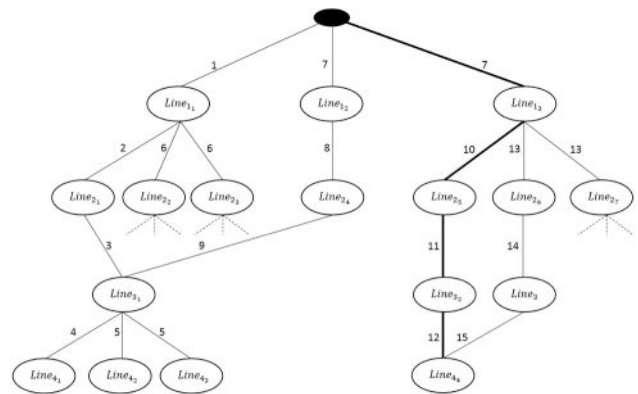 1 7 7
Line₁₁ Line₁₂ Line₁₃
2 6 6 8 10 13 13
Line₂₁ Line₂₂ Line₂₃ Line₂₄ Line₂₅ Line₂₆ Line₂₇
3 9 11 14
Line₃₁ Line₃₂ Line₃
4 5 5 12 15
Line₄₁ Line₄₂ Line₄₃ Line₄₄